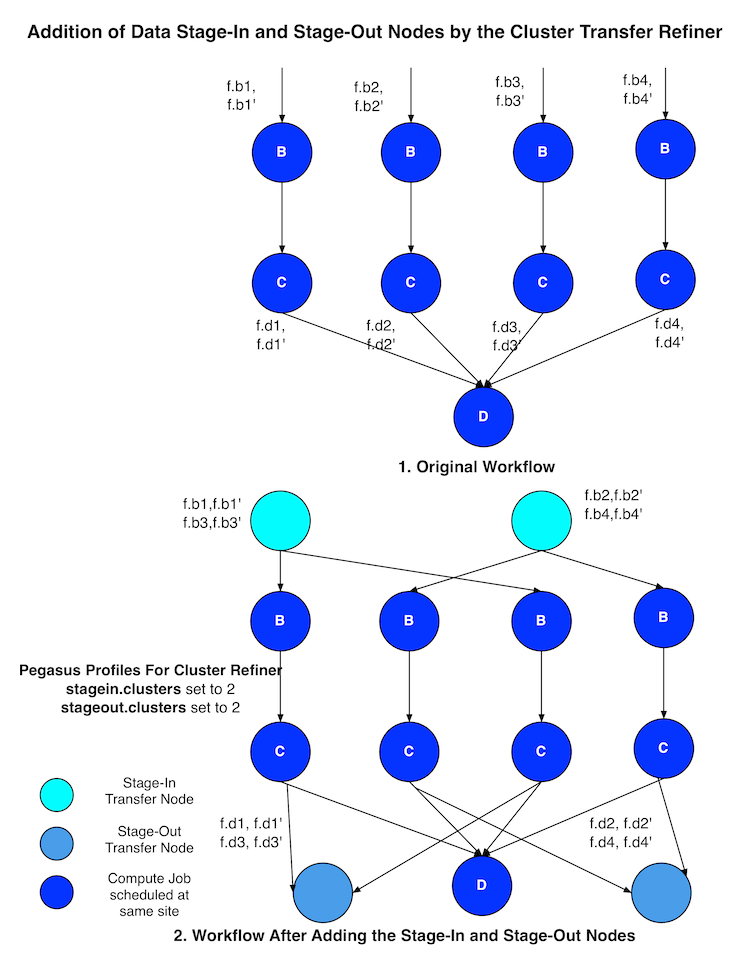 Addition of Data Stage-In and Stage-Out Nodes by the Cluster Transfer Refiner
f.b1,
f.b1'
f.b2,
f.b2'
f.b3,
f.b3'
f.b4,
f.b4'
B
B
B
B
C
C
C
C
f.d1,
f.d1'
f.d2,
f.d2'
f.d3,
f.d3'
f.d4,
f.d4'
D
1. Original Workflow
f.b1,f.b1'
f.b3,f.b3'
f.b2,f.b2'
f.b4,f.b4'
B
B
B
B
Pegasus Profiles For Cluster Refiner
stagein.clusters set to 2
stageout.clusters set to 2
C
C
C
C
Stage-In
Transfer Node
Stage-Out
Transfer Node
Compute Job
scheduled at
same site
f.d1, f.d1'
f.d3, f.d3'
f.d2, f.d2'
f.d4, f.d4'
D
2. Workflow After Adding the Stage-In and Stage-Out Nodes